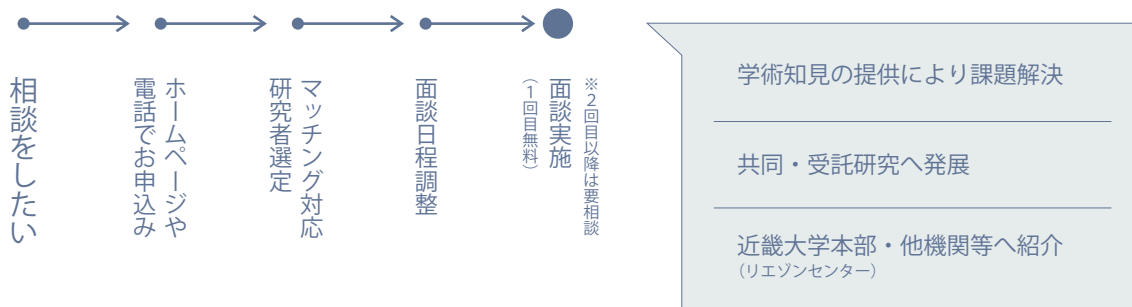 相談をしたい
ホームページや
電話でお申込み
マッチング対応
研究者選定
面談日程調整
面談実施
（1回目無料）
※2回目以降は要相談
学術知見の提供により課題解決
共同・受託研究へ発展
近畿大学本部・他機関等へ紹介
（リエゾンセンター）